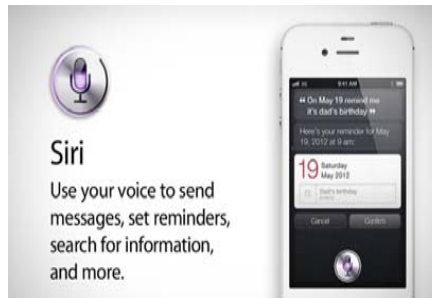 Siri
Use your voice to send
messages, set reminders,
search for information,
and more.
9:41 AM
“ On May 19 remind me
it's dad's birthday ”
Here's your reminder for May
19, 2012 at 9 am:
19 Saturday
May 2012
Dad's birthday
Cancel Confirm